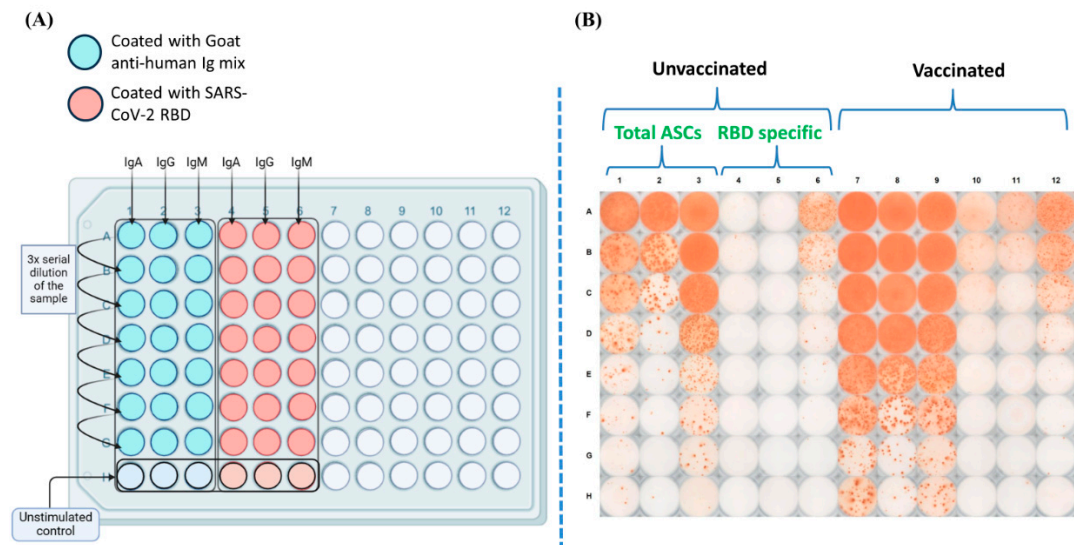 (A)
Coated with Goat
anti-human Ig mix
Coated with SARS-
CoV-2 RBD
IgA IgG IgM IgA IgG IgM
1 2 3 4 5 6 7 8 9 10 11 12
A
B
C
D
E
F
G
H
3x serial
dilution
of the
sample
Unstimulated
control
(B)
Unvaccinated
Vaccinated
Total ASCs
RBD specific
1 2 3 4 5 6 7 8 9 10 11 12
A
B
C
D
E
F
G
H